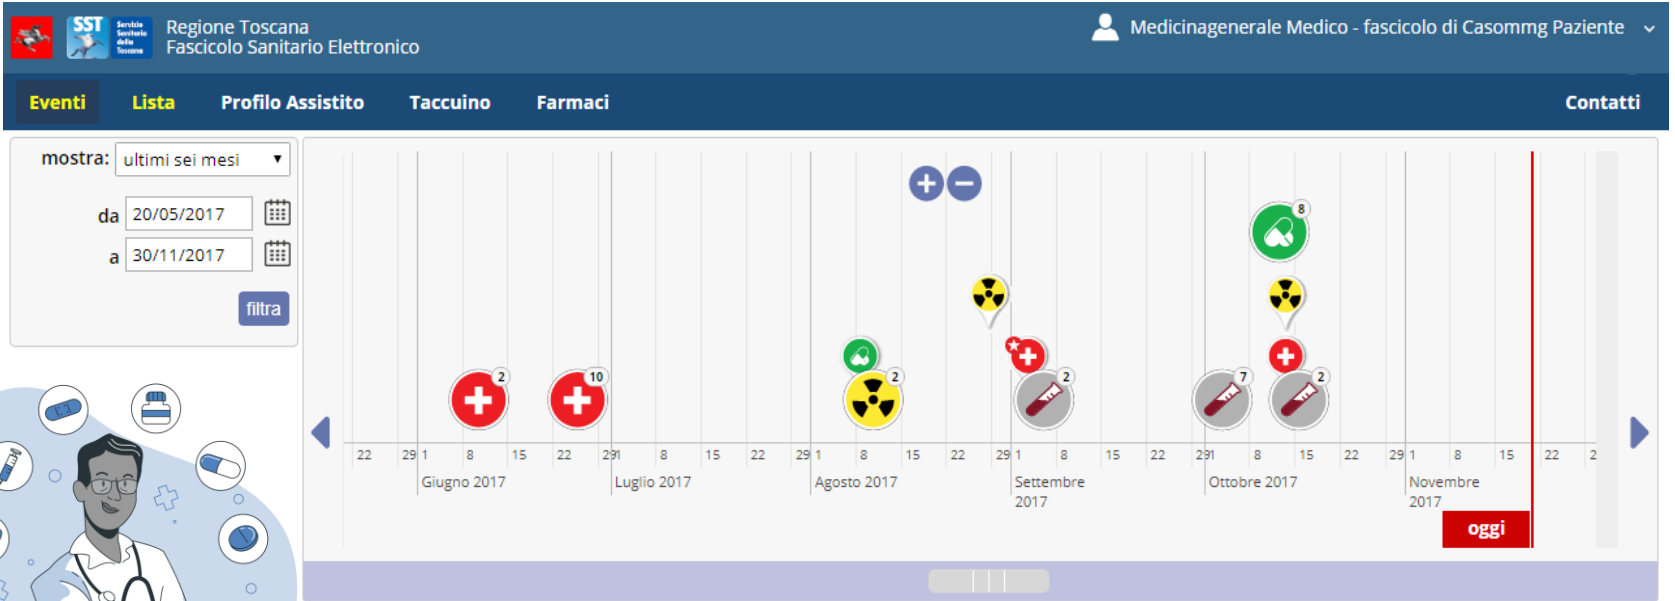 SST
Servizio
Sanitario
della
Toscana
Regione Toscana
Fascicolo Sanitario Elettronico
Medicinagenerale Medico - fascicolo di Casommg Paziente
Eventi Lista Profilo Assistito Taccuino Farmaci Contatti
mostra: ultimi sei mesi
da 20/05/2017
a 30/11/2017
filtra
8
2 10 2 2 7 2
22 29 1 8 15 22 29 1 8 15 22 29 1 8 15 22 29 1 8 15 22 29 1 8 15 22 29 1 8 15 22 2
Giugno 2017 Luglio 2017 Agosto 2017 Settembre 2017 Ottobre 2017 Novembre 2017
oggi